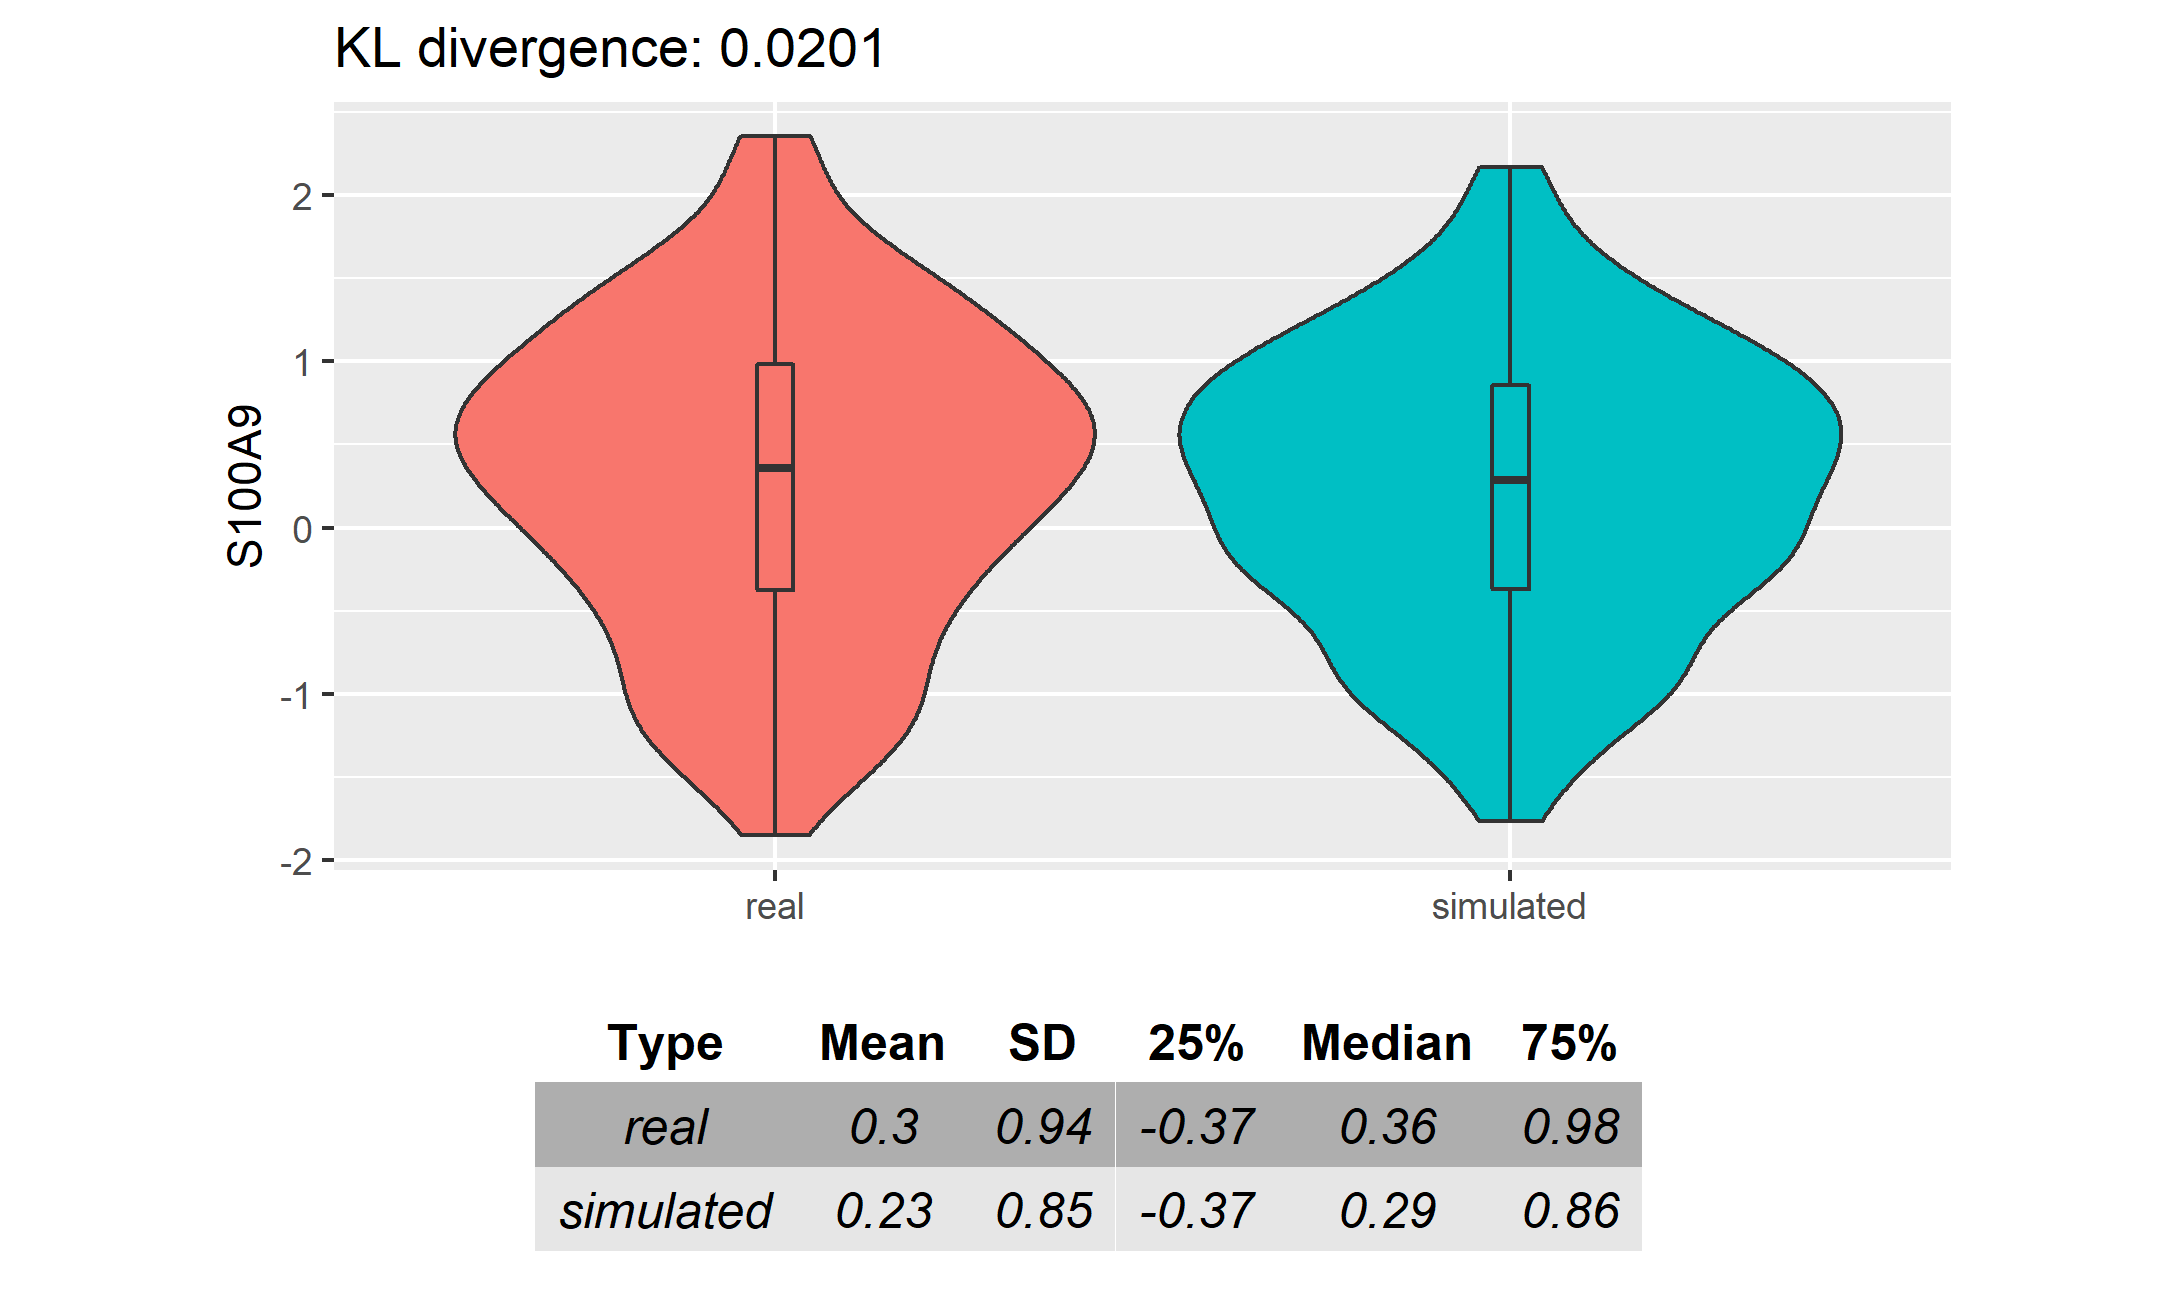 KL divergence: 0.0201
S100A9
2
1
0
-1
-2
real simulated
Type Mean SD 25% Median 75%
real 0.3 0.94 -0.37 0.36 0.98
simulated 0.23 0.85 -0.37 0.29 0.86